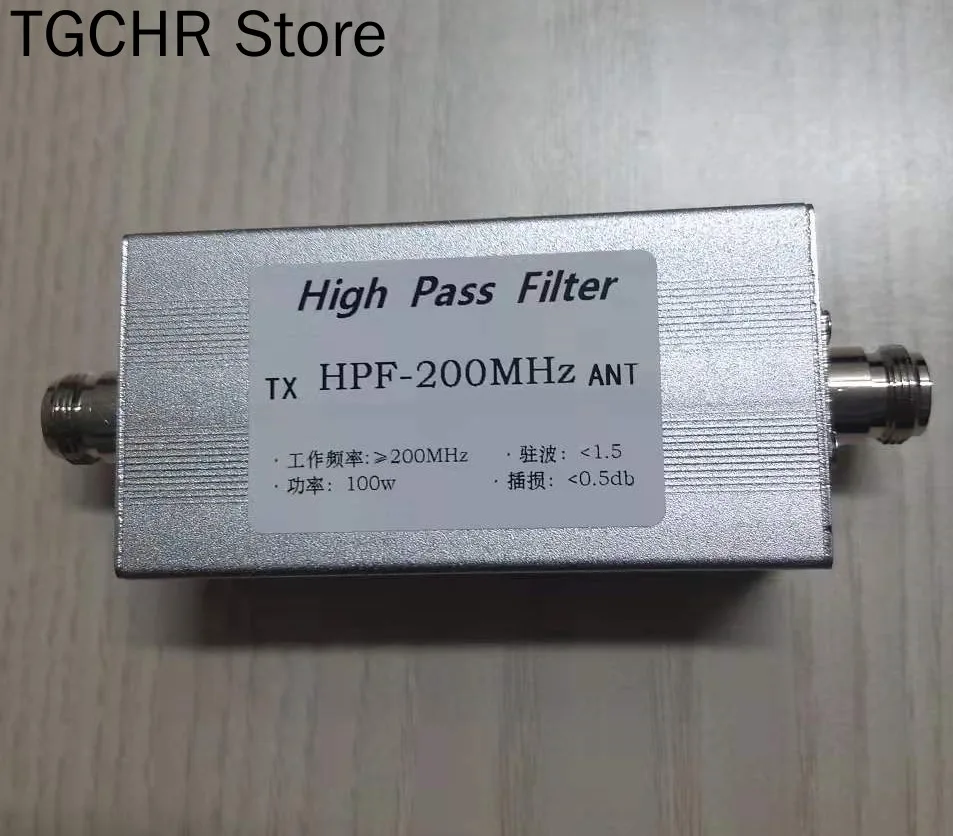 TGCHR Store
High Pass Filter
TX HPF-200MHz ANT
· 工作频率:≥200MHz · 驻波: <1.5
· 功率: 100w · 插损: <0.5db